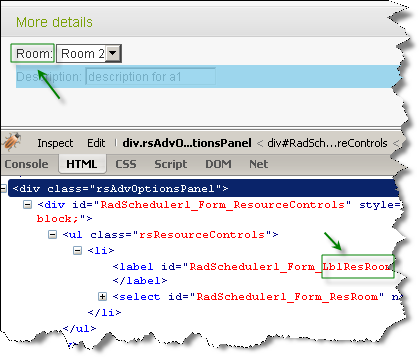 More details
Room: Room 2
Description: description for a1
Inspect Edit div.rsAdvO...tionsPanel < div#RadSch...reControls
Console HTML CSS Script DOM Net
<div class="rsAdvOptionsPanel">
<div id="RadScheduler1_Form_ResourceControls" style=
block;">
<ul class="rsResourceControls">
<li>
<label id="RadScheduler1_Form_LblResRoom"
</label>
<select id="RadScheduler1_Form_ResRoom" n
</li>
</ul>